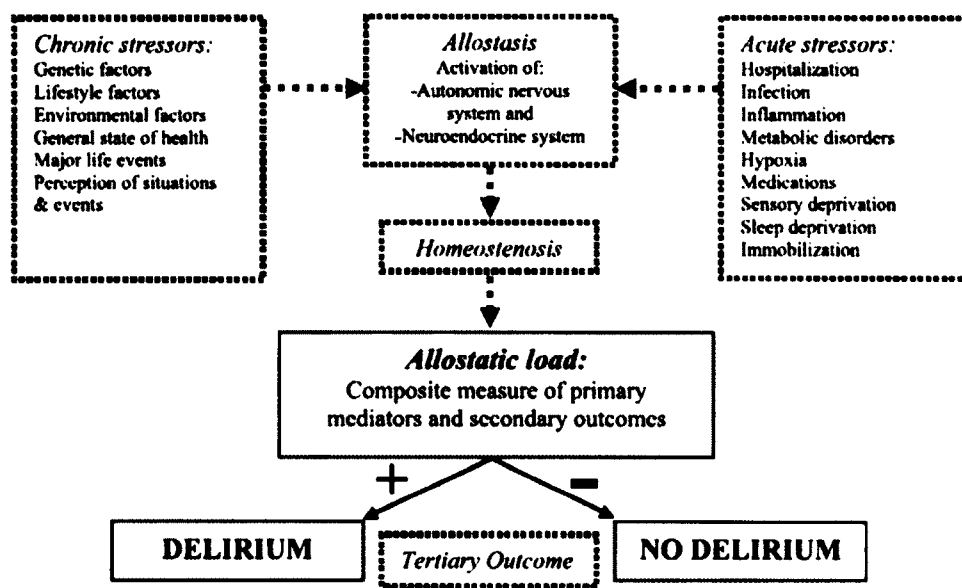 Chronic stressors:
Genetic factors
Lifestyle factors
Environmental factors
General state of health
Major life events
Perception of situations
& events
Allostasis
Activation of:
-Autonomic nervous
system and
-Neuroendocrine system
Acute stressors:
Hospitalization
Infection
Inflammation
Metabolic disorders
Hypoxia
Medications
Sensory deprivation
Sleep deprivation
Immobilization
Homeostenosis
Allostatic load:
Composite measure of primary
mediators and secondary outcomes
+
-
DELIRIUM
Tertiary Outcome
NO DELIRIUM